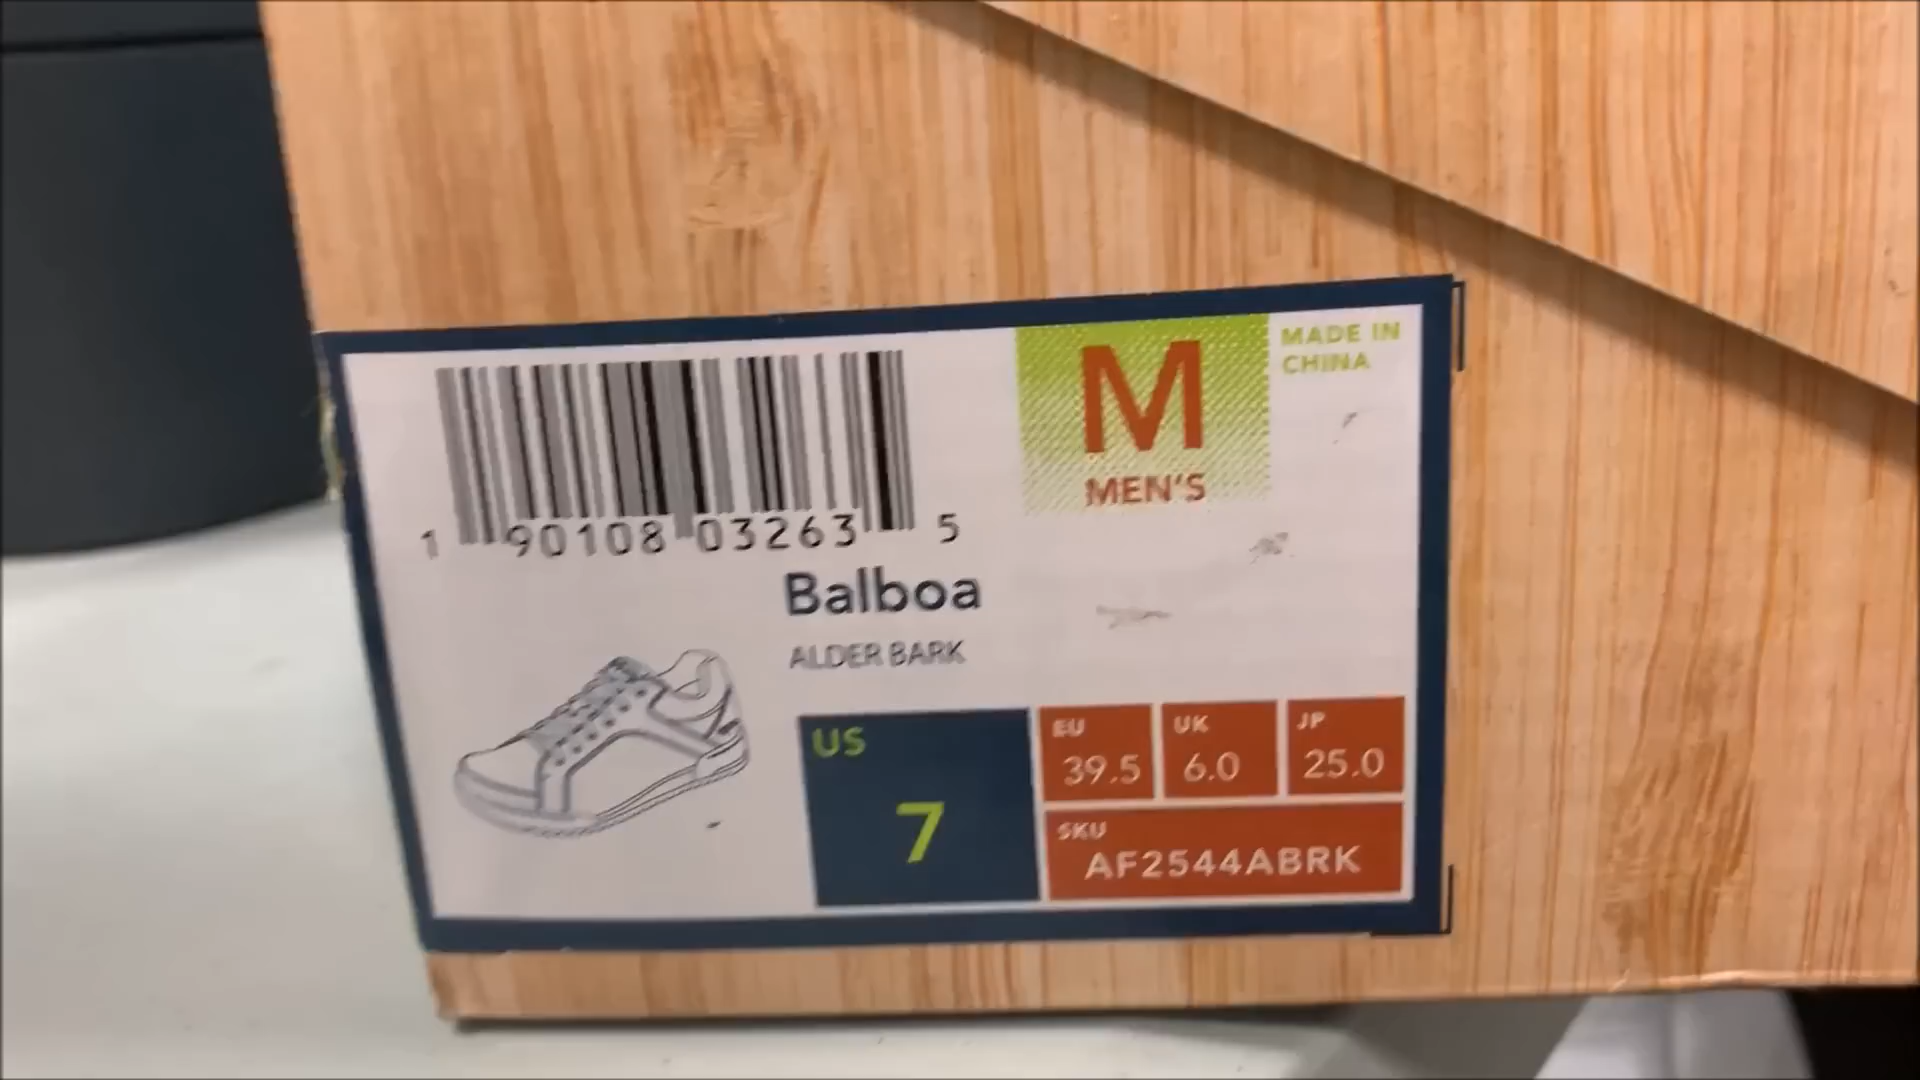 M
MEN'S
MADE IN
CHINA
1 90108 03263 5
Balboa
ALDER BARK
US
7
EU
39.5
UK
6.0
JP
25.0
SKU
AF2544ABRK